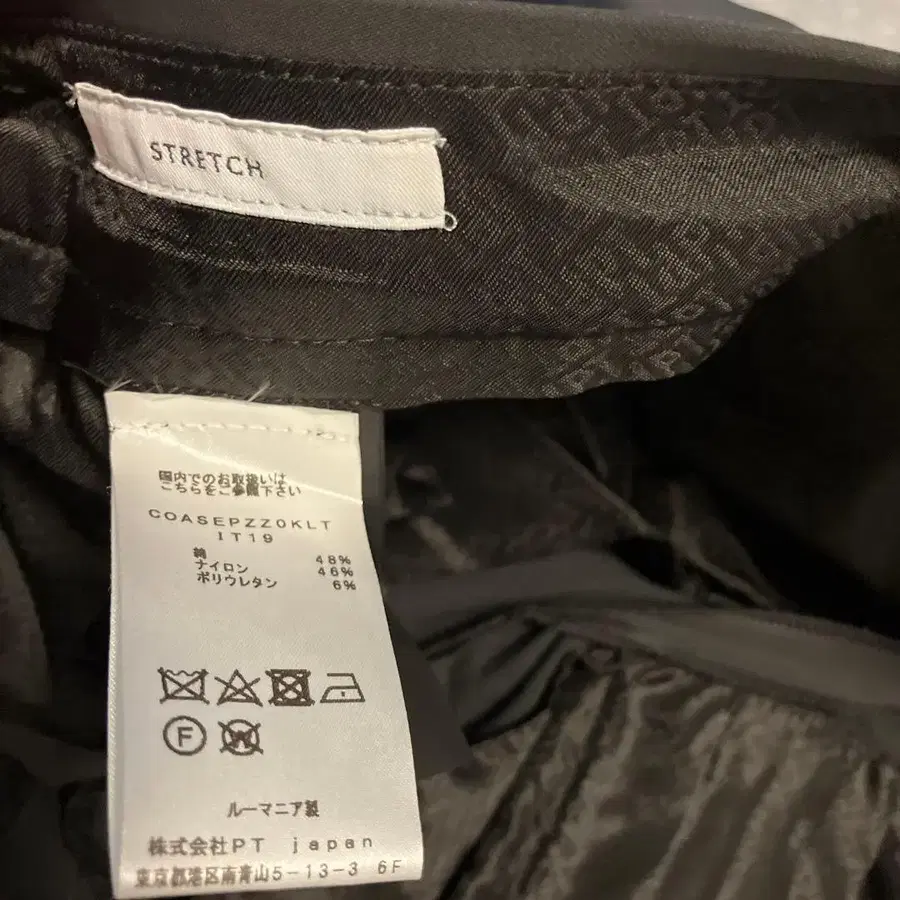 STRETCH
国内でのお取扱いは
こちらをご参照下さい
COASEPZZ0KLT
IT19
綿 48%
ナイロン 46%
ポリウレタン 6%
F
W
ルーマニア製
株式会社PT japan
東京都港区南青山5-13-3 6F